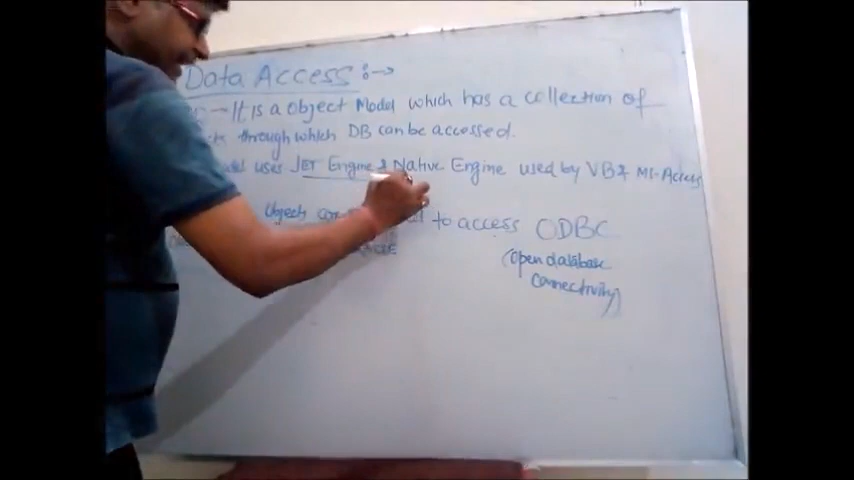 Data Access :→
→ It is a object Model which has a collection of
through which DB can be accessed.
uses JET Engine & Native Engine used by VB & MS-Access
Objects can to access ODBC
(open database
connectivity)